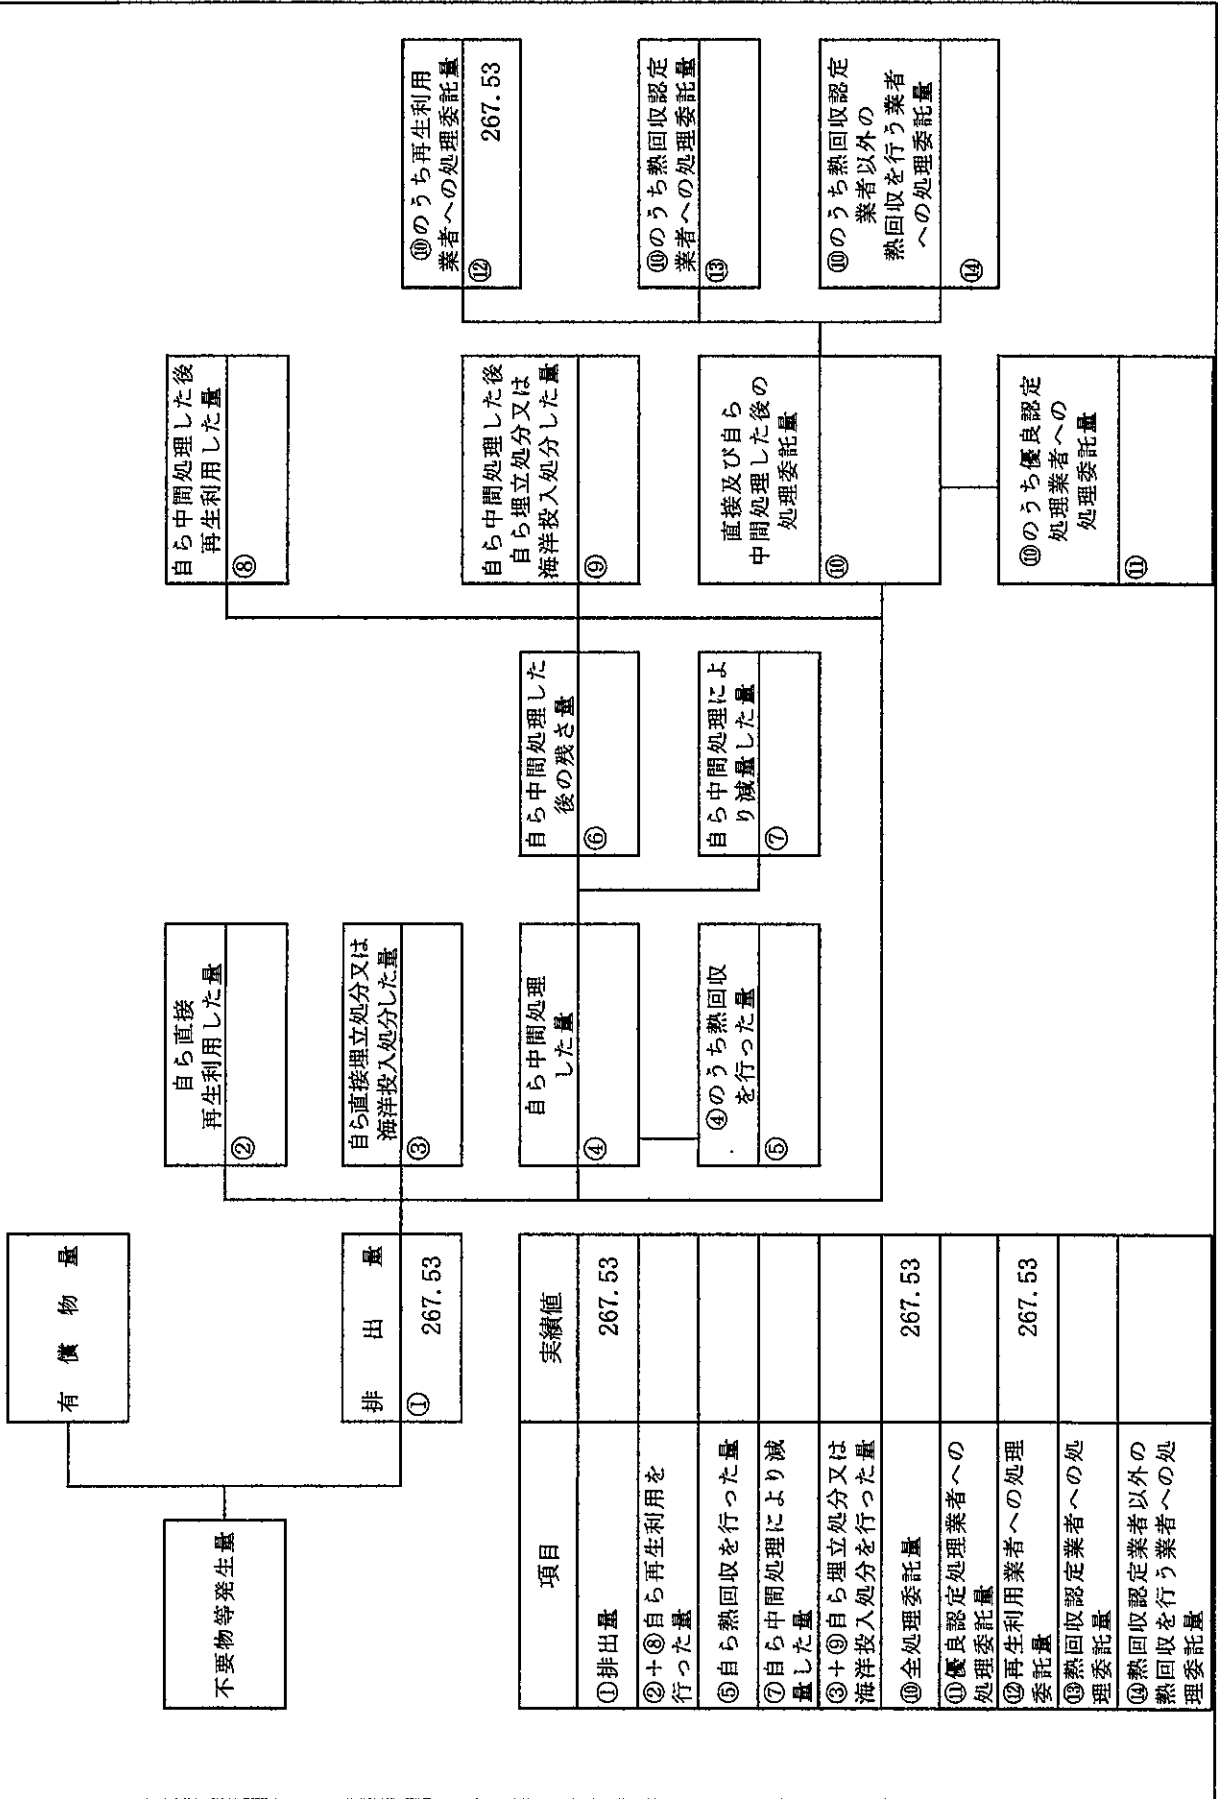 有償物量
不要物等発生量
排出量
① 267.53
自ら直接
再生利用した量
②
自ら直接埋立処分又は
海洋投入処分した量
③
自ら中間処理
した量
④
④のうち熱回収
を行った量
⑤
自ら中間処理した
後の残さ量
⑥
自ら中間処理によ
り減量した量
⑦
自ら中間処理した後
再生利用した量
⑧
自ら中間処理した後
自ら埋立処分又は
海洋投入処分した量
⑨
直接及び自ら
中間処理した後の
処理委託量
⑩
⑩のうち優良認定
処理業者への
処理委託量
⑪
⑩のうち再生利用
業者への処理委託量
⑫ 267.53
⑩のうち熱回収認定
業者への処理委託量
⑬
⑩のうち熱回収認定
業者以外の
熱回収を行う業者
への処理委託量
⑭
項目 実績値
①排出量 267.53
②+⑧自ら再生利用を
行った量
⑤自ら熱回収を行った量
⑦自ら中間処理により減
量した量
③+⑨自ら埋立処分又は
海洋投入処分を行った量
⑩全処理委託量 267.53
⑪優良認定処理業者への
処理委託量
⑫再生利用業者への処理
委託量 267.53
⑬熱回収認定業者への処
理委託量
⑭熱回収認定業者以外の
熱回収を行う業者への処
理委託量